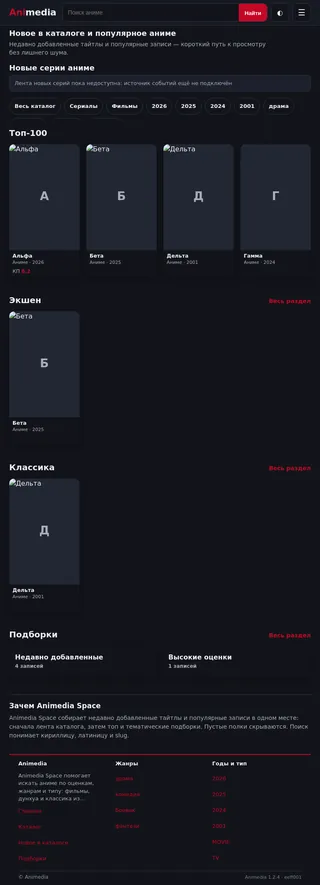 Animedia
Поиск аниме
Найти
Новое в каталоге и популярное аниме
Недавно добавленные тайтлы и популярные записи — короткий путь к просмотру
без лишнего шума.
Новые серии аниме
Лента новых серий пока недоступна: источник событий ещё не подключён
Весь каталог Сериалы Фильмы 2026 2025 2024 2001 драма
Топ-100
Альфа Бета Дельта
А Б Д Г
Альфа Бета Дельта Гамма
Аниме · 2026 Аниме · 2025 Аниме · 2001 Аниме · 2024
КП 8.2
Экшен Весь раздел
Бета
Б
Бета
Аниме · 2025
Классика Весь раздел
Дельта
Д
Дельта
Аниме · 2001
Подборки Весь раздел
Недавно добавленные Высокие оценки
4 записей 1 записей
Зачем Animedia Space
Animedia Space собирает недавно добавленные тайтлы и популярные записи в одном месте:
сначала лента каталога, затем топ и тематические подборки. Пустые полки скрываются. Поиск
понимает кириллицу, латиницу и slug.
Animedia Жанры Годы и тип
Animedia Space помогает
искать аниме по оценкам,
жанрам и типу: фильмы,
дунхуа и классика из…
Главная
Каталог
Новое в каталоге
Подборки
драма
боевик
фэнтези
2026
2025
2024
2001
MOVIE
TV
© Animedia